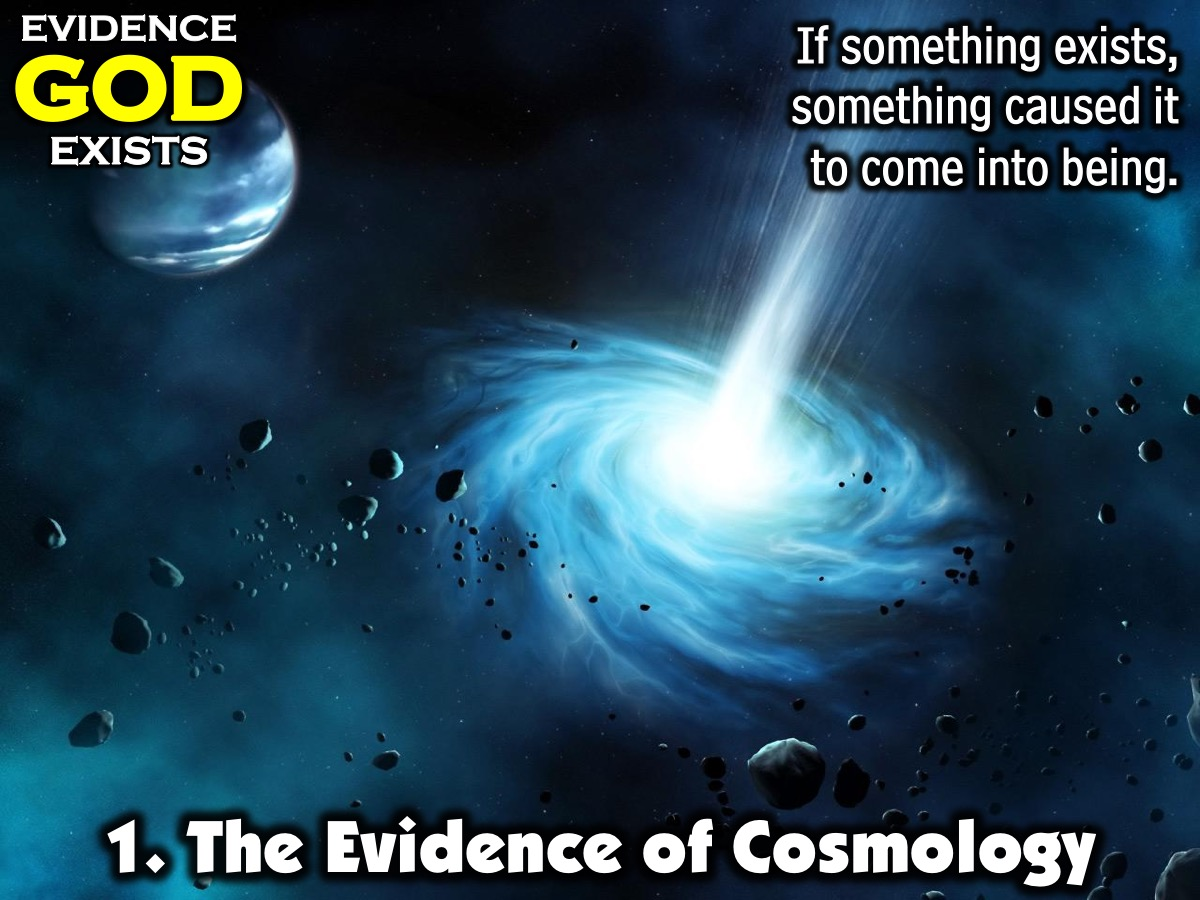 EVIDENCE
GOD
EXISTS
If something exists,
something caused it
to come into being.
1. The Evidence of Cosmology